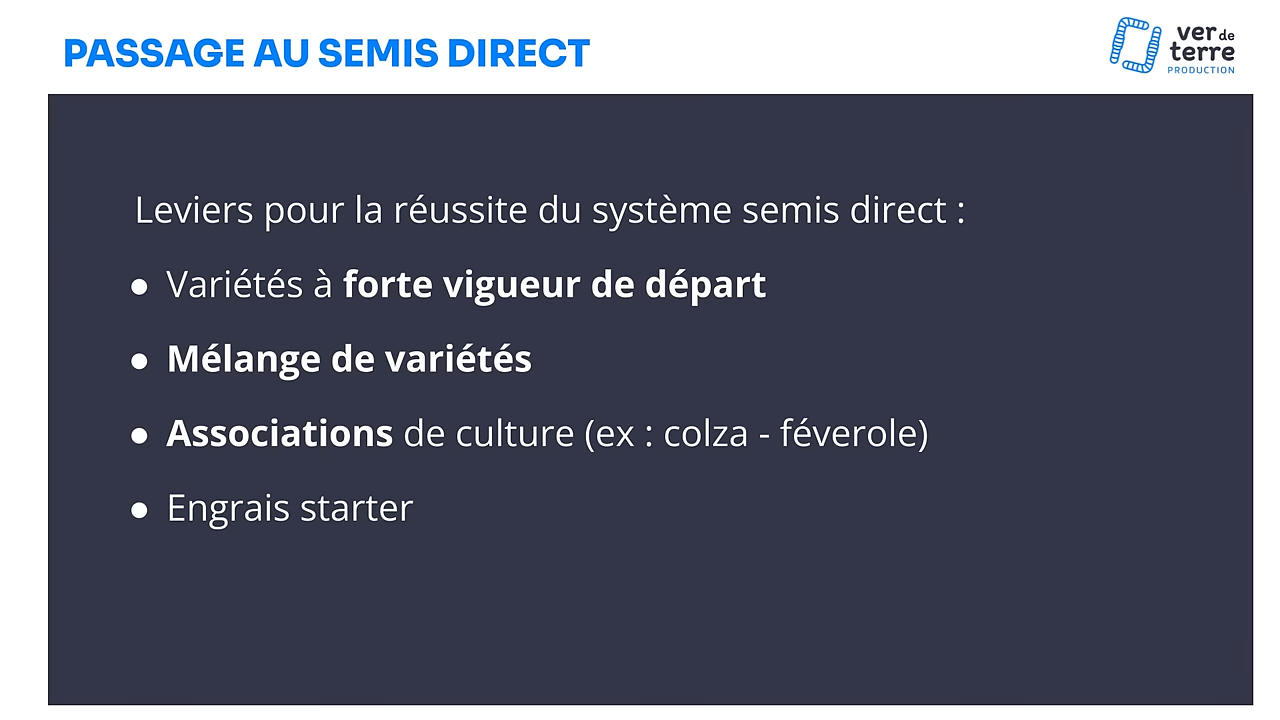 PASSAGE AU SEMIS DIRECT
ver de
terre
PRODUCTION
Leviers pour la réussite du système semis direct :
● Variétés à forte vigueur de départ
● Mélange de variétés
● Associations de culture (ex : colza - féverole)
● Engrais starter